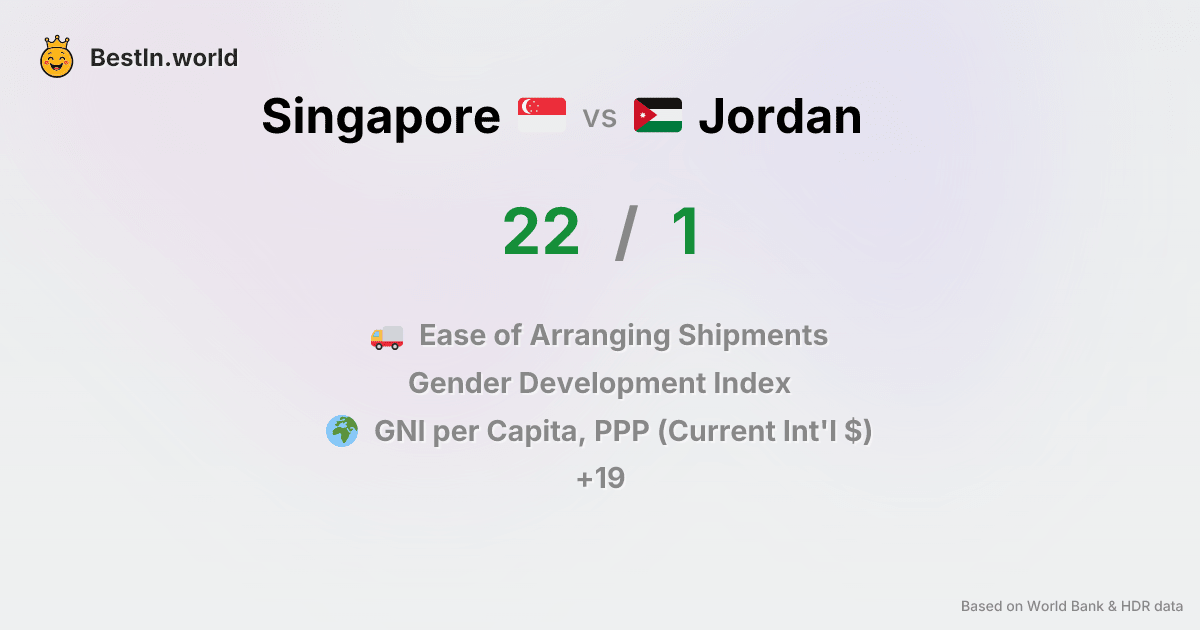 BestIn.world
Singapore vs Jordan
22 / 1
Ease of Arranging Shipments
Gender Development Index
GNI per Capita, PPP (Current Int'l $)
+19
Based on World Bank & HDR data